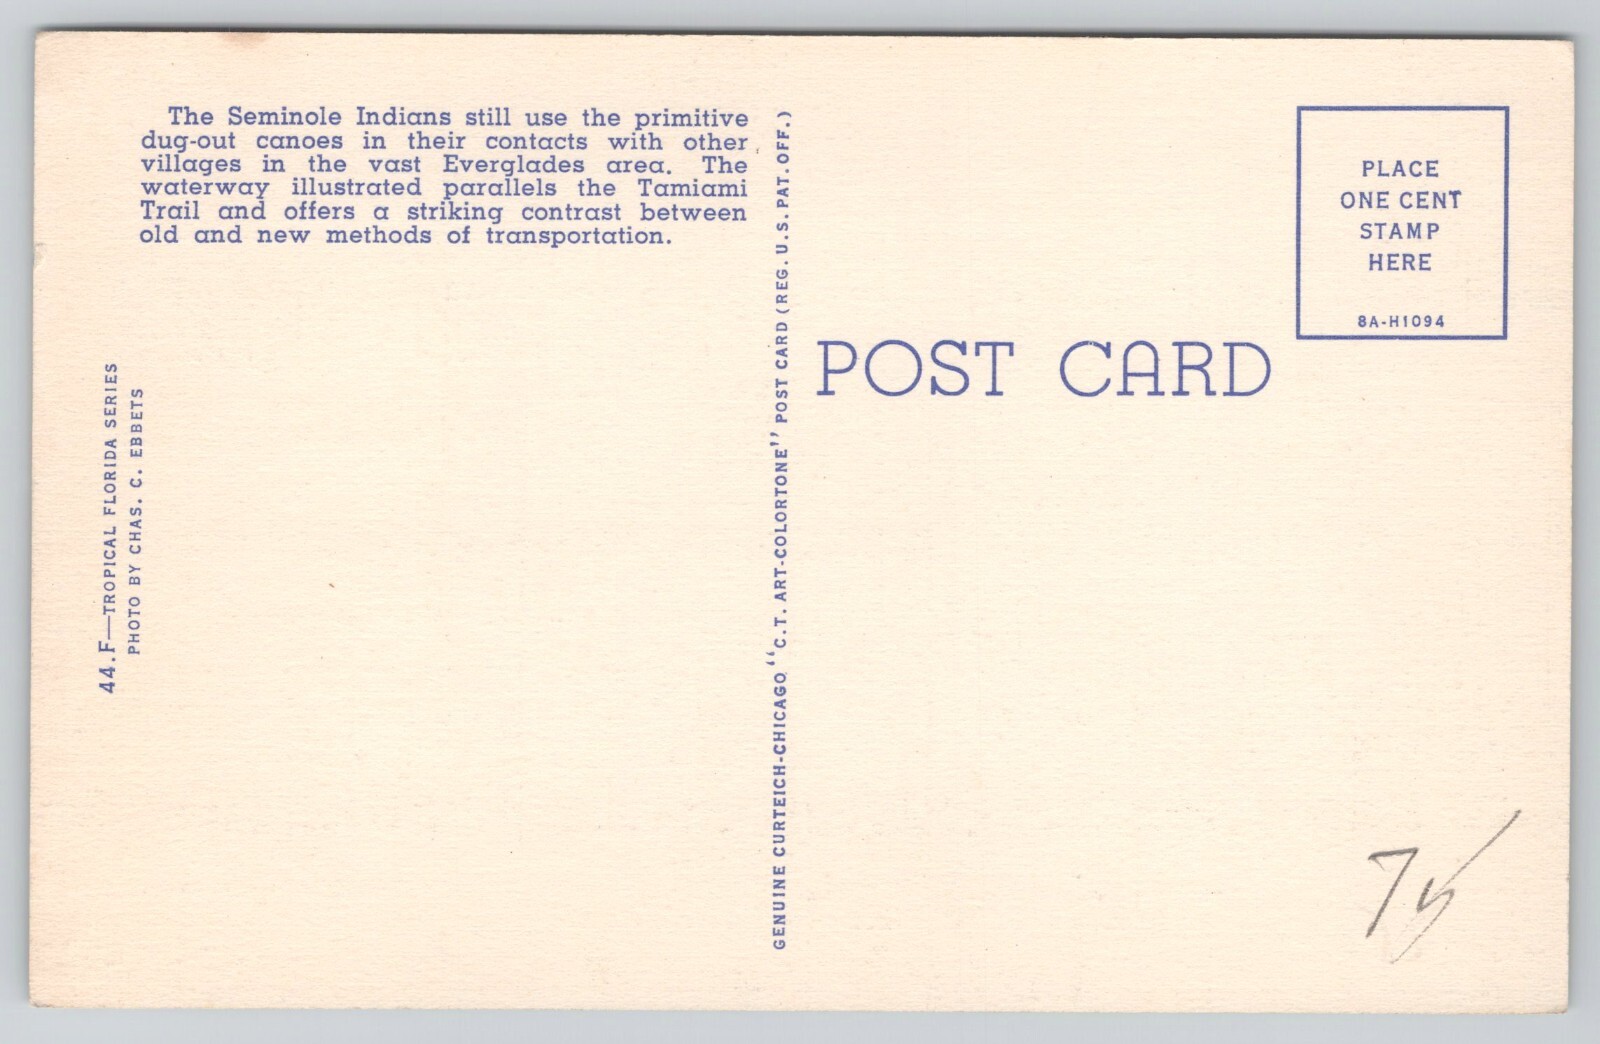 The Seminole Indians still use the primitive
dug-out canoes in their contacts with other
villages in the vast Everglades area. The
waterway illustrated parallels the Tamiami
Trail and offers a striking contrast between
old and new methods of transportation.
44.F—TROPICAL FLORIDA SERIES
PHOTO BY CHAS. C. EBBETS
GENUINE CURTEICH-CHICAGO "C.T. ART-COLORTONE" POST CARD (REG. U.S. PAT. OFF.)
POST CARD
PLACE
ONE CENT
STAMP
HERE
8A-H1094
75